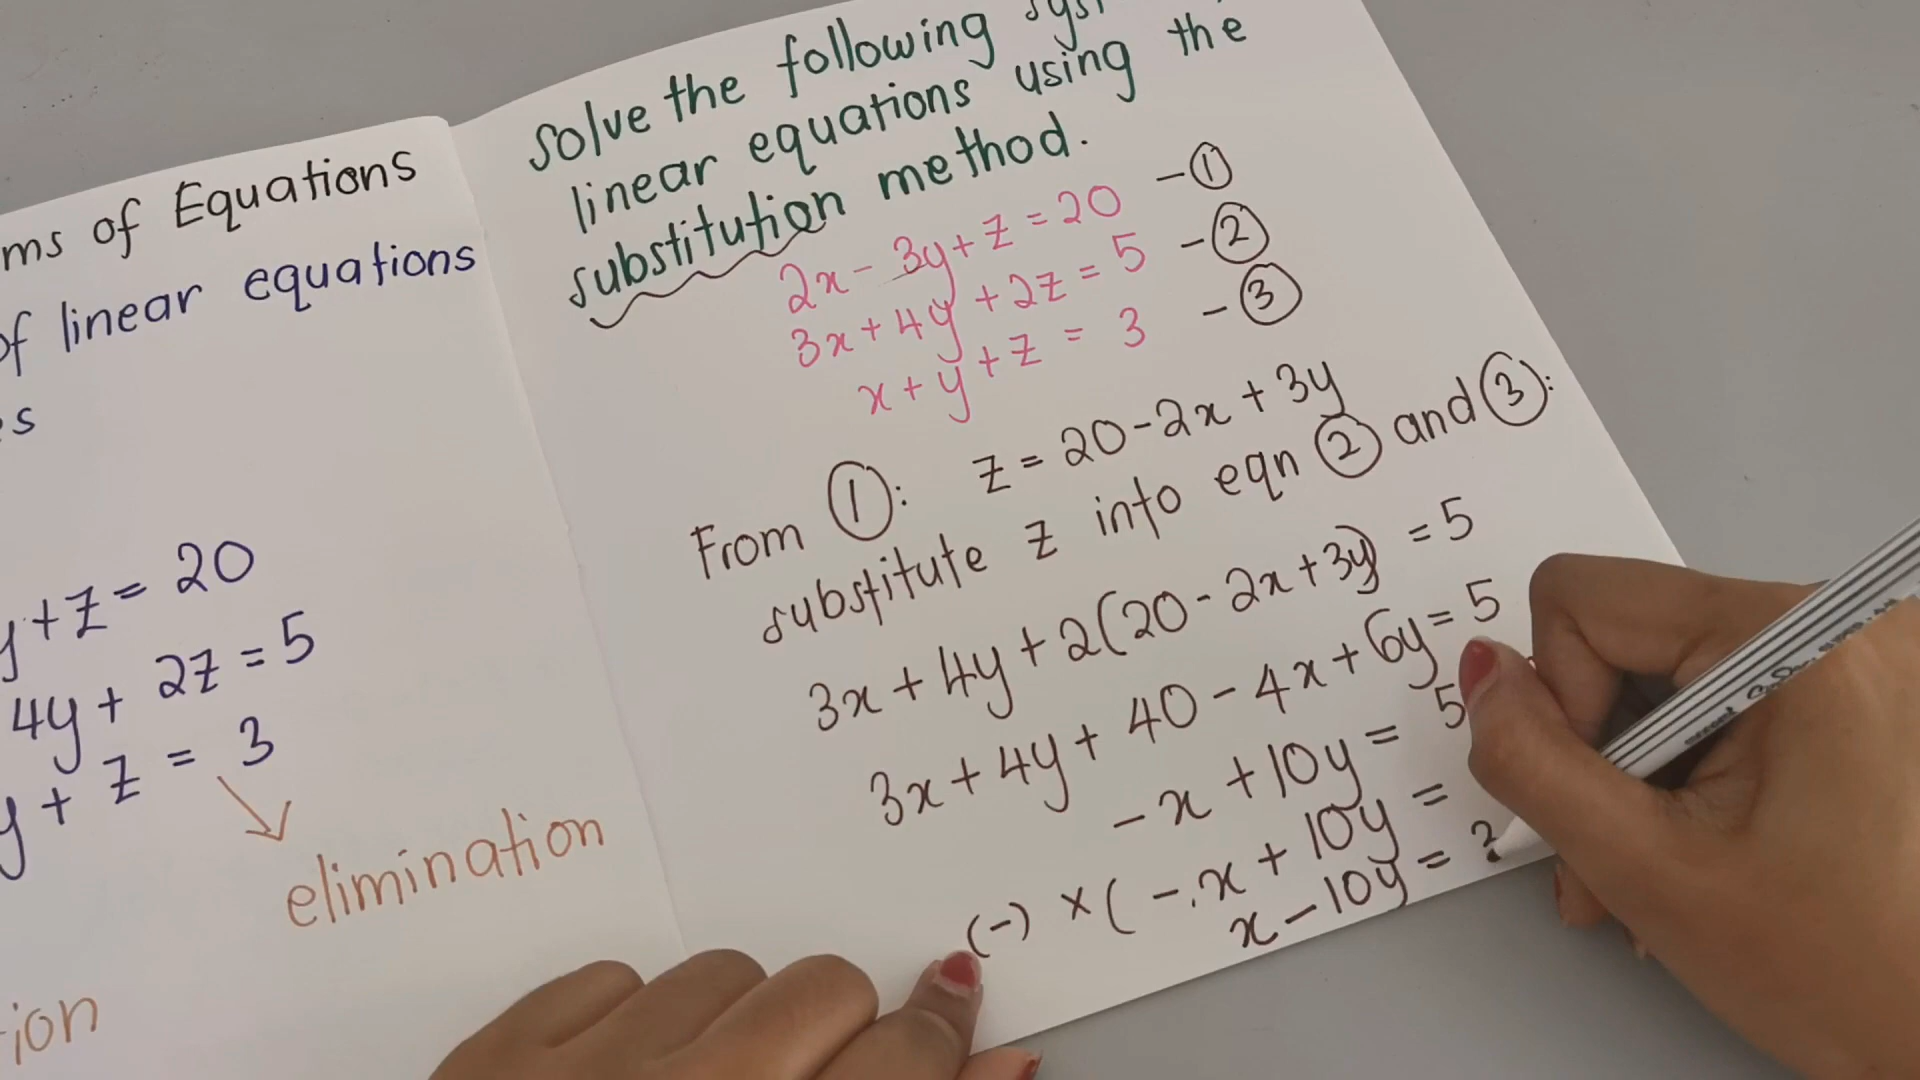 ms of Equations
of linear equations
es
y+z= 20
4y+ 2z =5
y+ z = 3
elimination
tion
solve the following
linear equations using the
substitution method.
2x- 3y+z =20 -①
3x+4y +2z = 5 -②
x+y+z = 3 -③
From ①: z = 20-2x + 3y
substitute z into eqn ② and ③:
3x + 4y + 2(20 - 2x +3y) = 5
3x + 4y + 40 - 4x + 6y = 5
-x +10y = 5
(-) x ( -x + 10y =
x -10y =